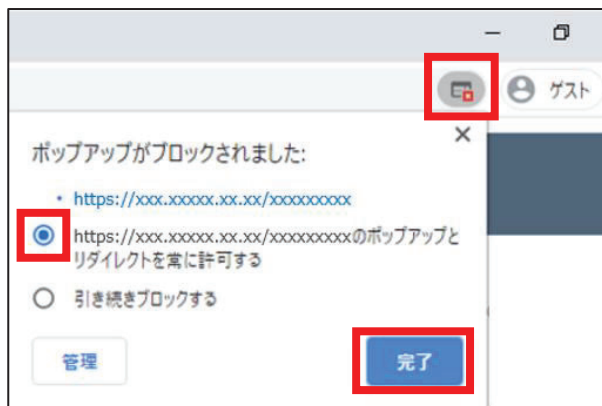 ゲスト
ポップアップがブロックされました:
• https://xxx.xxxxx.xx.xx/xxxxxxxxx
https://xxx.xxxxx.xx.xx/xxxxxxxxxのポップアップと
リダイレクトを常に許可する
引き続きブロックする
管理
完了